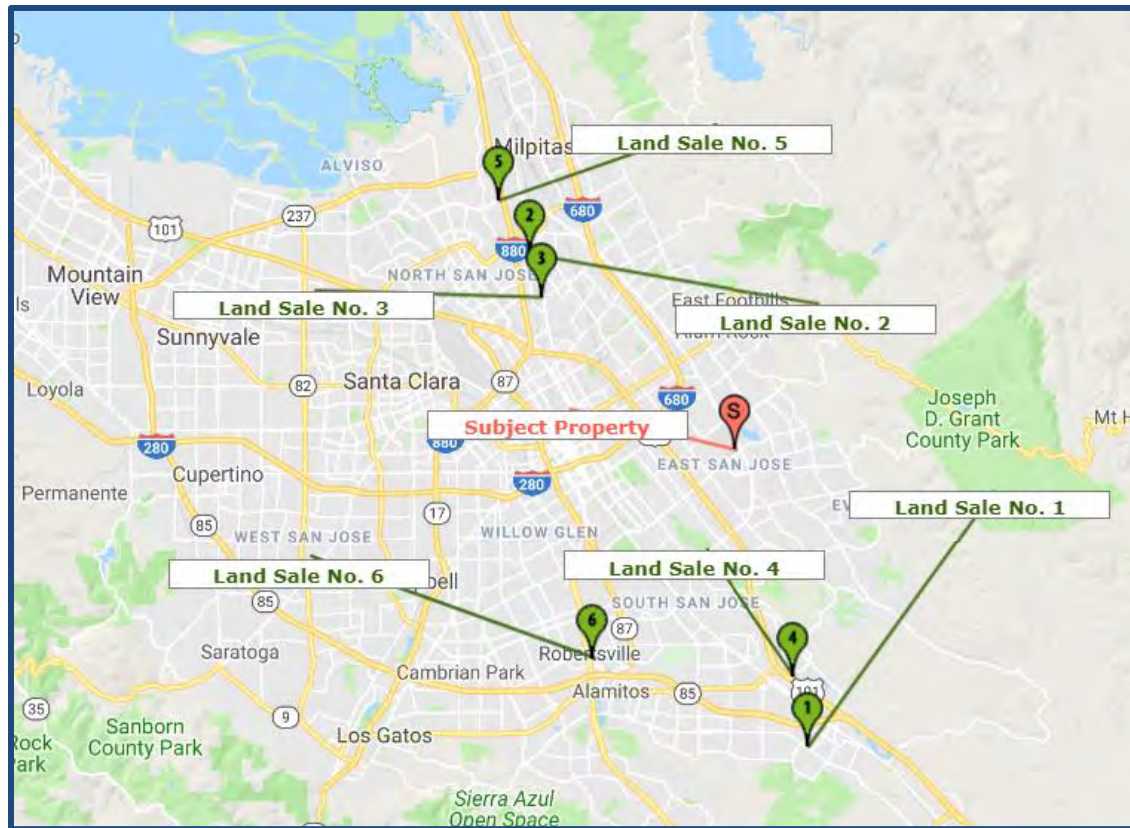 Milpitas
Land Sale No. 5
5
ALVISO
237
680
2
101
880
3
Mountain
View
NORTH SAN JOSE
Land Sale No. 3
East Foothills
Land Sale No. 2
Alum Rock
Sunnyvale
Loyola
82
Santa Clara
87
680
S
Joseph
D. Grant
County Park
Mt H
Subject Property
280
880
EAST SAN JOSE
Cupertino
280
Permanente
Land Sale No. 1
85
17
WEST SAN JOSE
WILLOW GLEN
EV
Land Sale No. 6
bell
Land Sale No. 4
85
SOUTH SAN JOSE
6
87
4
Saratoga
Robertsville
Cambrian Park
Alamitos
85
101
35
9
1
Sanborn
County Park
Los Gatos
Rock
Park
Sierra Azul
Open Space